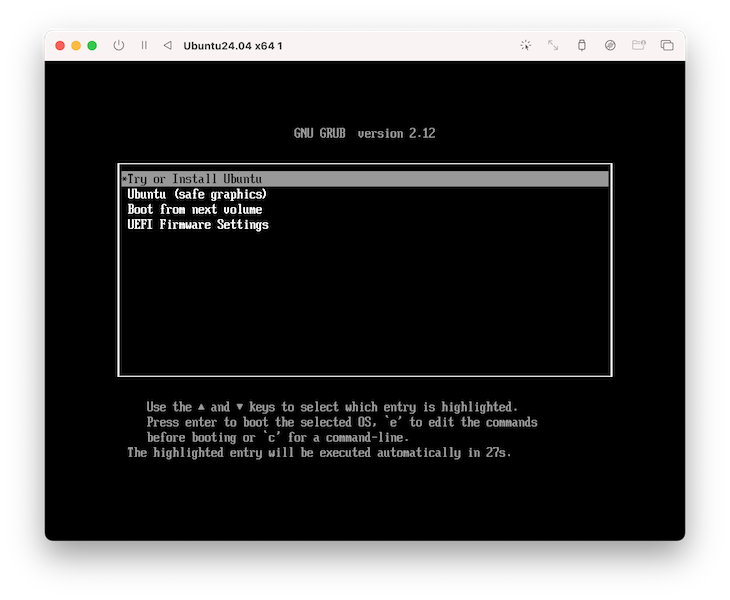 Ubuntu24.04 x64 1
GNU GRUB  version 2.12
*Try or Install Ubuntu
Ubuntu (safe graphics)
Boot from next volume
UEFI Firmware Settings
Use the ▲ and ▼ keys to select which entry is highlighted.
Press enter to boot the selected OS, `e' to edit the commands
before booting or `c' for a command-line.
The highlighted entry will be executed automatically in 27s.